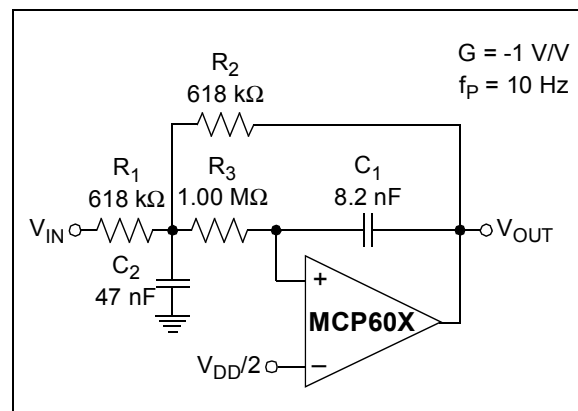 G = -1 V/V
f_P = 10 Hz
R_2
618 kΩ
R_1
618 kΩ
R_3
1.00 MΩ
C_1
8.2 nF
V_IN
V_OUT
C_2
47 nF
+
MCP60X
V_DD/2
–